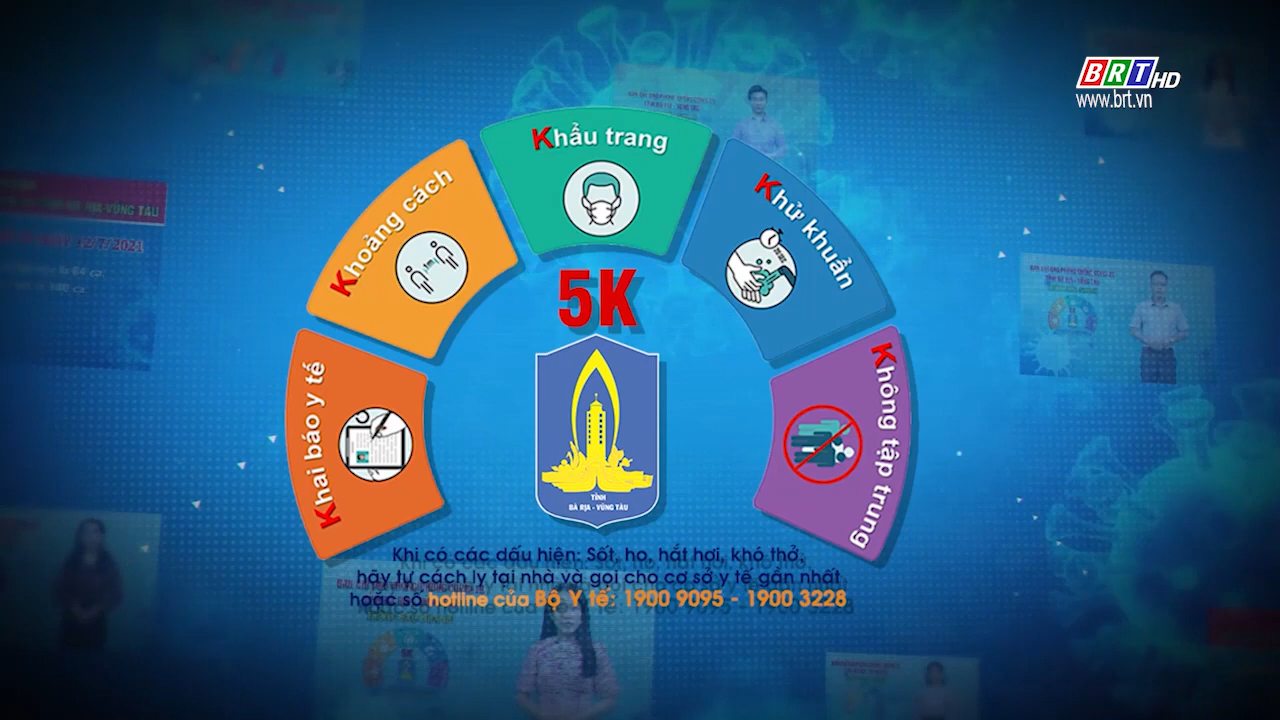 BRT HD
www.brt.vn
Khẩu trang
Khoảng cách
Khử khuẩn
5K
Khai báo y tế
Không tập trung
TỈNH
BÀ RỊA - VŨNG TÀU
Khi có các dấu hiện: Sốt, ho, hắt hơi, khó thở,
hãy tự cách ly tại nhà và gọi cho cơ sở y tế gần nhất
hoặc số hotline của Bộ Y tế: 1900 9095 - 1900 3228